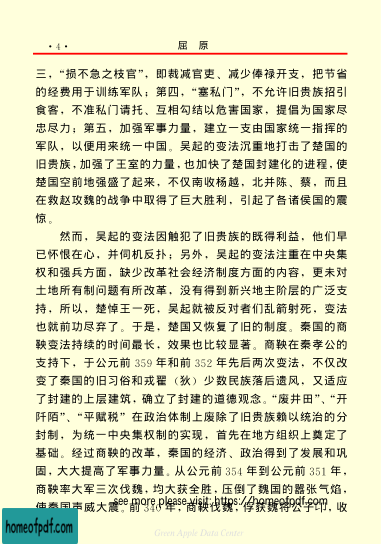 ·4· 屈 原
三，“损不急之枝官”，即裁减官吏、减少俸禄开支，把节省
的经费用于训练军队；第四，“塞私门”，不允许旧贵族招引
食客，不准私门请托、互相勾结以危害国家，提倡为国家尽
忠尽力；第五，加强军事力量，建立一支由国家统一指挥的
军队，以便用来统一中国。吴起的变法沉重地打击了楚国的
旧贵族，加强了王室的力量，也加快了楚国封建化的进程，使
楚国空前地强盛了起来，不仅南收杨越，北并陈、蔡，而且
在救赵攻魏的战争中取得了巨大胜利，引起了各诸侯国的震
惊。
然而，吴起的变法因触犯了旧贵族的既得利益，他们早
已怀恨在心，并伺机反扑；另外，吴起的变法注重在中央集
权和强兵方面，缺少改革社会经济制度方面的内容，更未对
土地所有制问题有所改革，没有得到新兴地主阶层的广泛支
持，所以，楚悼王一死，吴起就被反对者们乱箭射死，变法
也就前功尽弃了。于是，楚国又恢复了旧的制度。秦国的商
鞅变法持续的时间最长，效果也比较显著。商鞅在秦孝公的
支持下，于公元前 359 年和前 352 年先后两次变法，不仅改
变了秦国的旧习俗和戎翟（狄）少数民族落后遗风，又适应
了封建的上层建筑，确立了封建的道德观念。“废井田”、“开
阡陌”、“平赋税”在政治体制上废除了旧贵族赖以统治的分
封制，为统一中央集权制的实现，首先在地方组织上奠定了
基础。经过商鞅的改革，秦国的经济、政治得到了发展和巩
固，大大提高了军事力量。从公元前 354 年到公元前 351 年，
商鞅率大军三次伐魏，均大获全胜，压倒了魏国的嚣张气焰，
使秦国声威大震。前 340 年，商鞅伐魏，俘获魏将公子卬，收
see more please visit: https://homeofpdf.com
homeofpdf.com
Green Apple Data Center